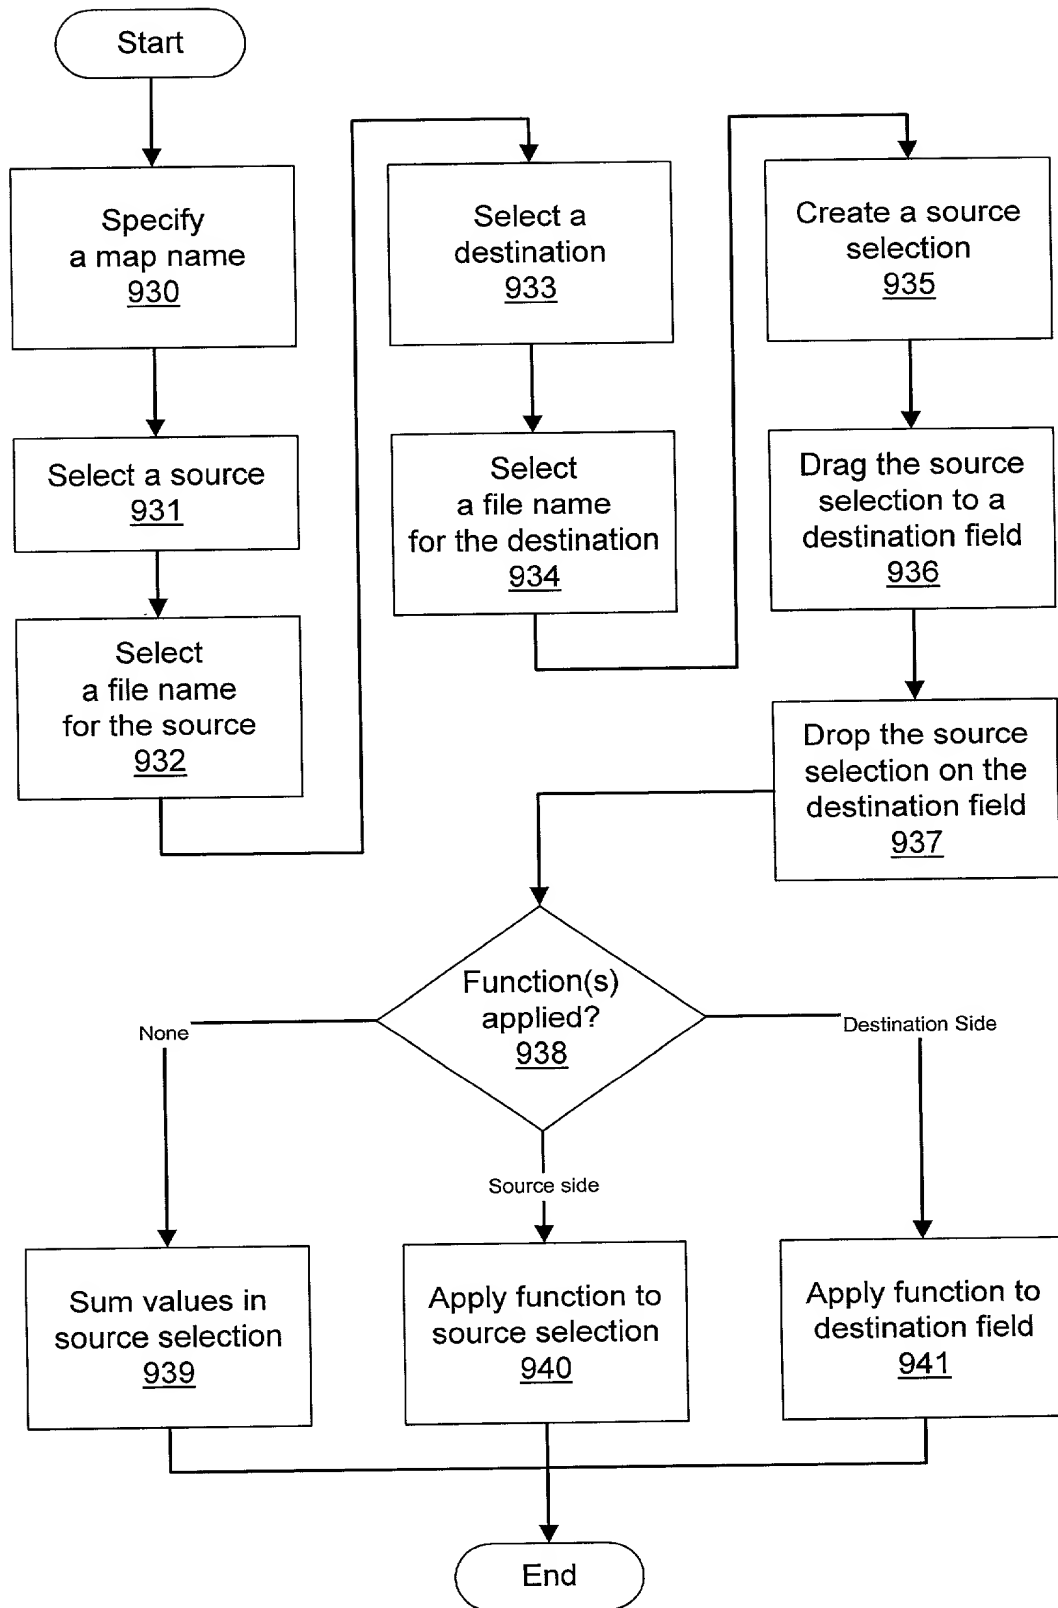 Start
Specify
a map name
930
Select a source
931
Select
a file name
for the source
932
Select a
destination
933
Select
a file name
for the destination
934
Create a source
selection
935
Drag the source
selection to a
destination field
936
Drop the source
selection on the
destination field
937
Function(s)
applied?
938
None
Source side
Destination Side
Sum values in
source selection
939
Apply function to
source selection
940
Apply function to
destination field
941
End